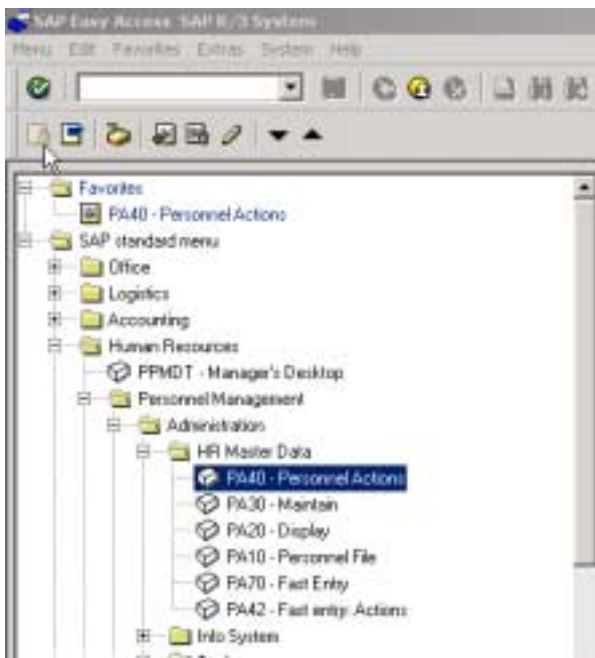 SAP Easy Access SAP R/3 System
Menu Edit Favorites Extras System Help
Favorites
PA40 - Personnel Actions
SAP standard menu
Office
Logistics
Accounting
Human Resources
PPMDT - Manager's Desktop
Personnel Management
Administration
HR Master Data
PA40 - Personnel Actions
PA30 - Maintain
PA20 - Display
PA10 - Personnel File
PA70 - Fast Entry
PA42 - Fast entry: Actions
Info System